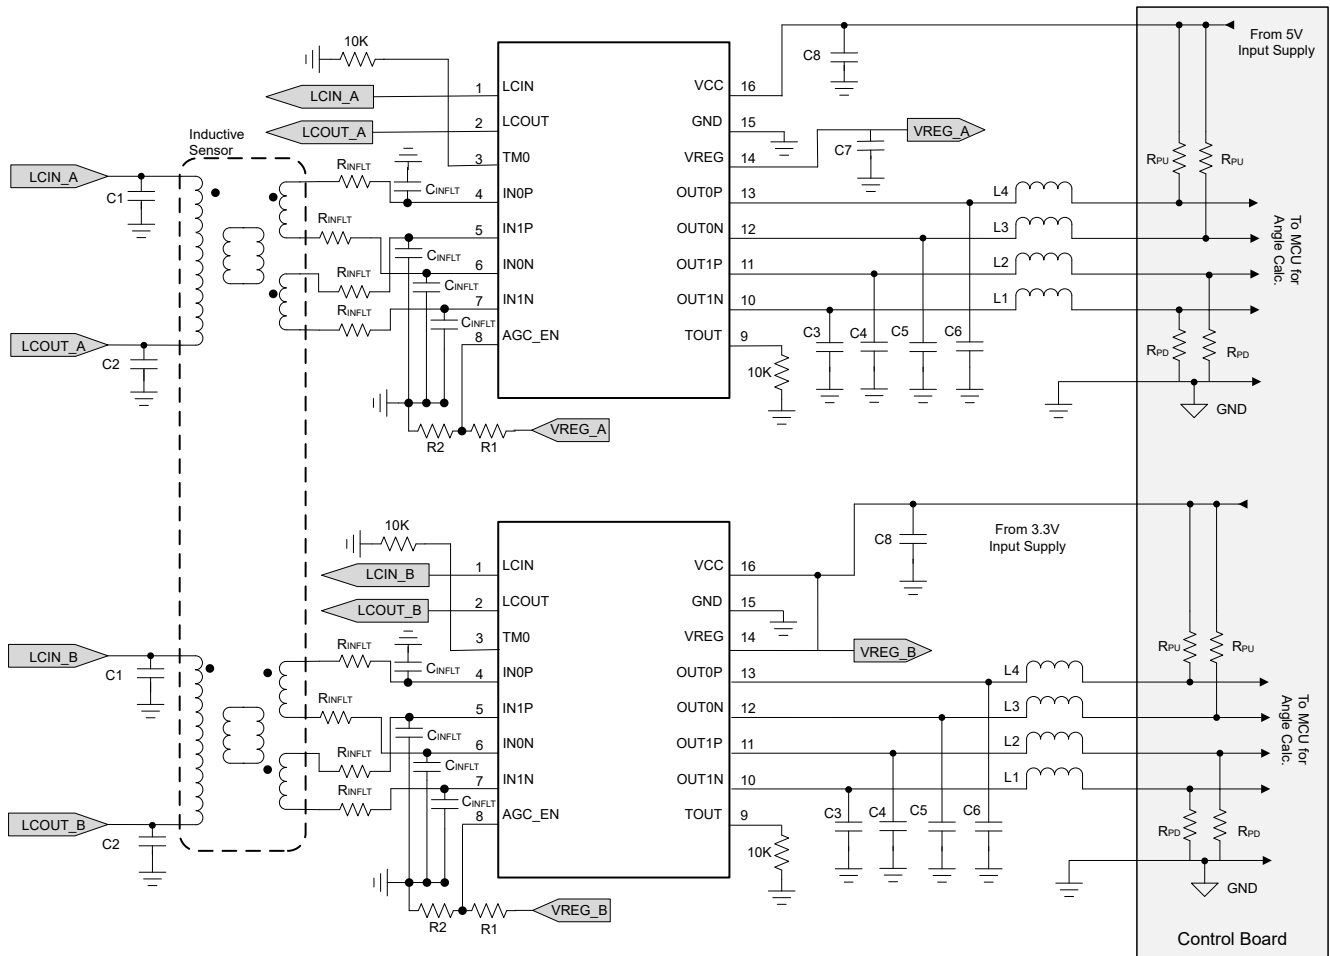 10K
LCIN_A
LCOUT_A
Inductive
Sensor
LCIN_A
C1
LCOUT_A
C2
RINFLT
CINFLT
RINFLT
CINFLT
RINFLT
CINFLT
RINFLT
CINFLT
1 LCIN
2 LCOUT
3 TM0
4 IN0P
5 IN1P
6 IN0N
7 IN1N
8 AGC_EN
R2
R1
VREG_A
VCC 16
GND 15
VREG 14
OUT0P 13
OUT0N 12
OUT1P 11
OUT1N 10
TOUT 9
10K
C8
C7
VREG_A
L4
L3
L2
L1
C3
C4
C5
C6
From 5V
Input Supply
RPU
RPU
To MCU for
Angle Calc.
RPD
RPD
GND
10K
LCIN_B
LCOUT_B
LCIN_B
C1
LCOUT_B
C2
RINFLT
CINFLT
RINFLT
CINFLT
RINFLT
CINFLT
RINFLT
CINFLT
1 LCIN
2 LCOUT
3 TM0
4 IN0P
5 IN1P
6 IN0N
7 IN1N
8 AGC_EN
R2
R1
VREG_B
VCC 16
GND 15
VREG 14
OUT0P 13
OUT0N 12
OUT1P 11
OUT1N 10
TOUT 9
10K
C8
From 3.3V
Input Supply
VREG_B
L4
L3
L2
L1
C3
C4
C5
C6
RPU
RPU
To MCU for
Angle Calc.
RPD
RPD
GND
Control Board